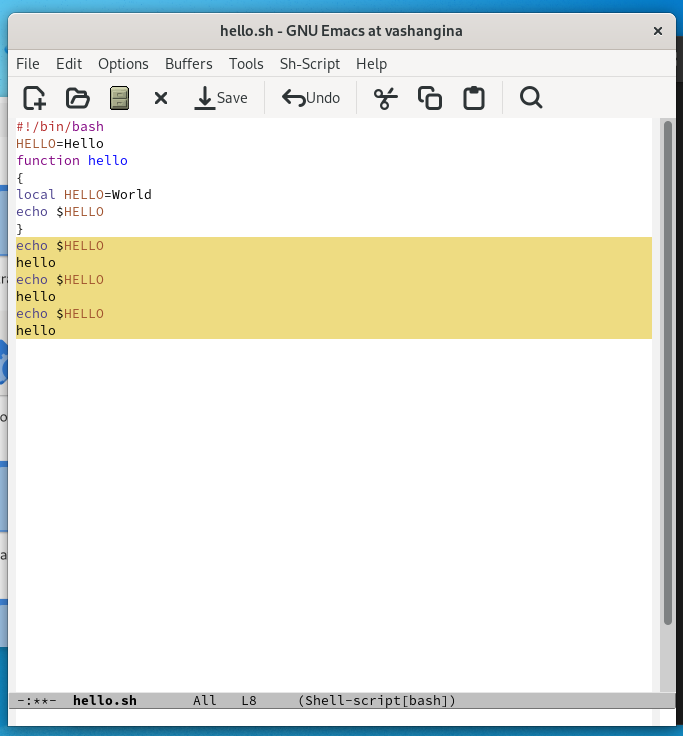 hello.sh - GNU Emacs at vashangina
File Edit Options Buffers Tools Sh-Script Help
Save Undo
#!/bin/bash
HELLO=Hello
function hello
{
local HELLO=World
echo $HELLO
}
echo $HELLO
hello
echo $HELLO
hello
echo $HELLO
hello
-:**- hello.sh All L8 (Shell-script[bash])